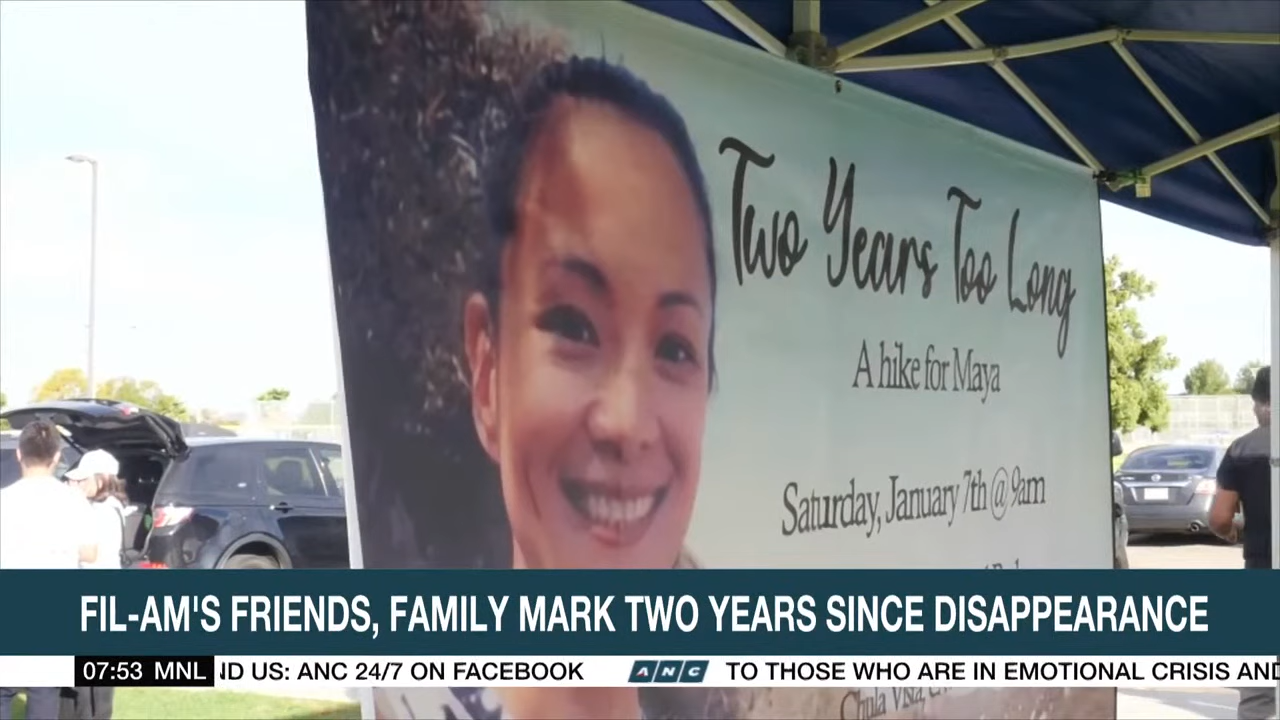 Two Years Too Long
A hike for Maya
Saturday, January 7th @ 9am
FIL-AM'S FRIENDS, FAMILY MARK TWO YEARS SINCE DISAPPEARANCE
07:53 MNL
ND US: ANC 24/7 ON FACEBOOK ANC TO THOSE WHO ARE IN EMOTIONAL CRISIS AND
Chula Vista,